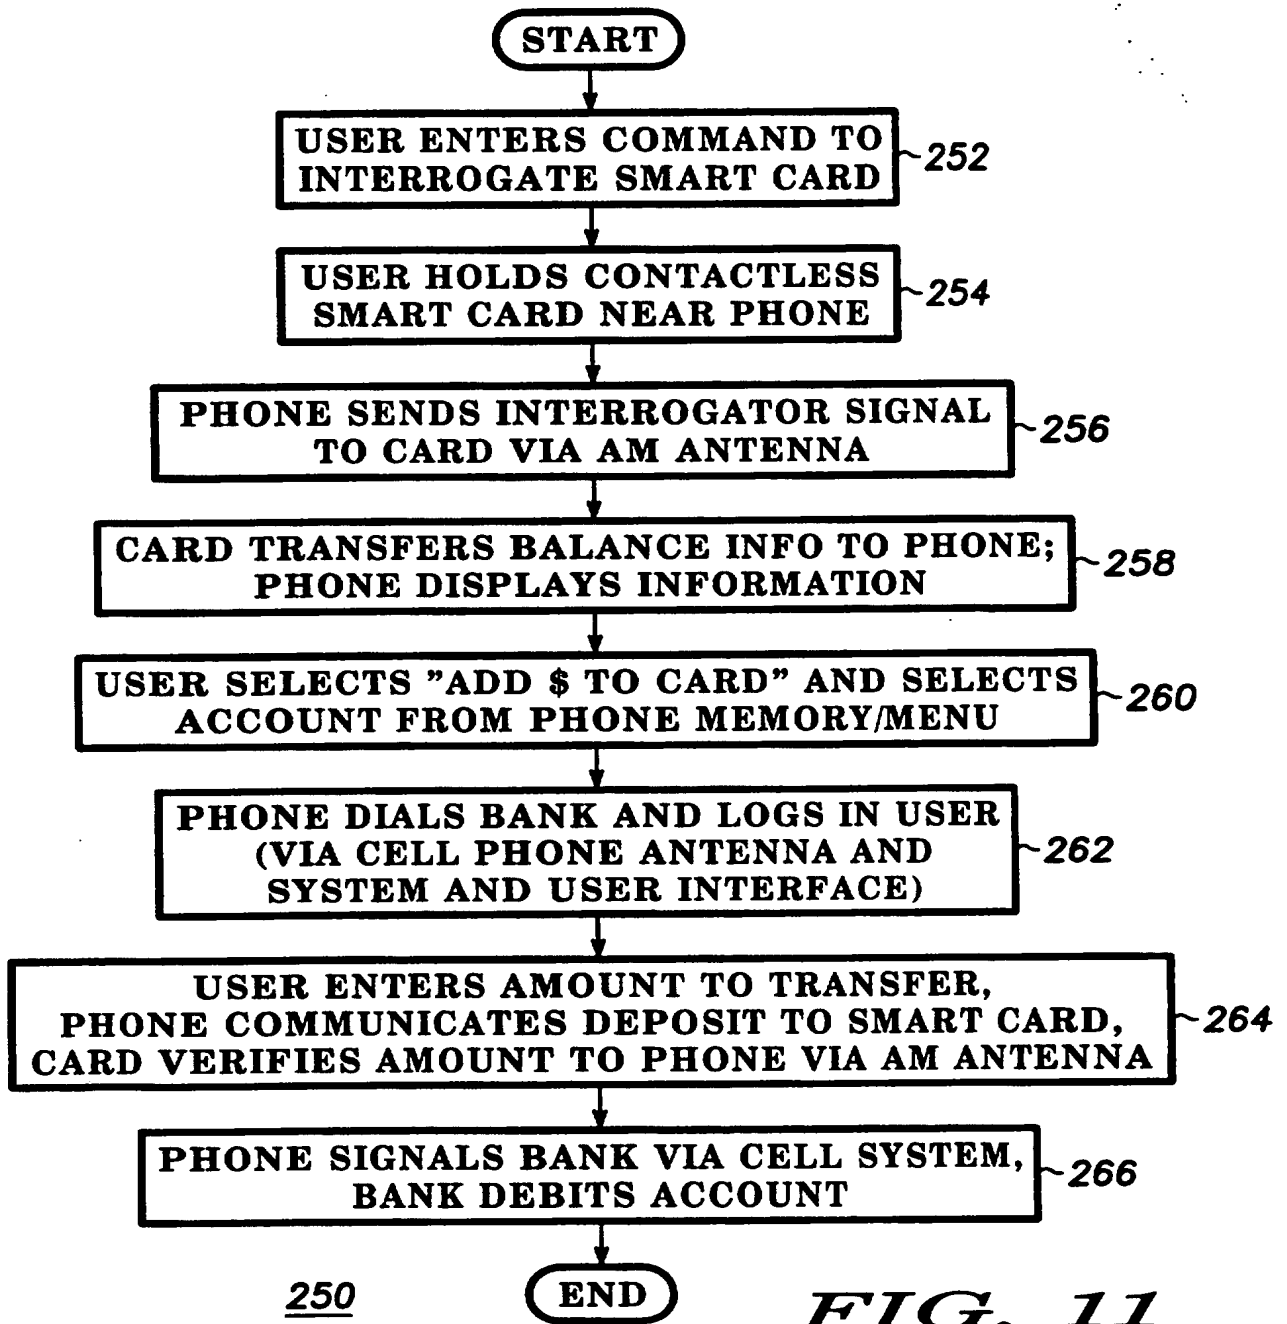 START
USER ENTERS COMMAND TO
INTERROGATE SMART CARD
252
USER HOLDS CONTACTLESS
SMART CARD NEAR PHONE
254
PHONE SENDS INTERROGATOR SIGNAL
TO CARD VIA AM ANTENNA
256
CARD TRANSFERS BALANCE INFO TO PHONE;
PHONE DISPLAYS INFORMATION
258
USER SELECTS "ADD $ TO CARD" AND SELECTS
ACCOUNT FROM PHONE MEMORY/MENU
260
PHONE DIALS BANK AND LOGS IN USER
(VIA CELL PHONE ANTENNA AND
SYSTEM AND USER INTERFACE)
262
USER ENTERS AMOUNT TO TRANSFER,
PHONE COMMUNICATES DEPOSIT TO SMART CARD,
CARD VERIFIES AMOUNT TO PHONE VIA AM ANTENNA
264
PHONE SIGNALS BANK VIA CELL SYSTEM,
BANK DEBITS ACCOUNT
266
END
250
FIG. 11